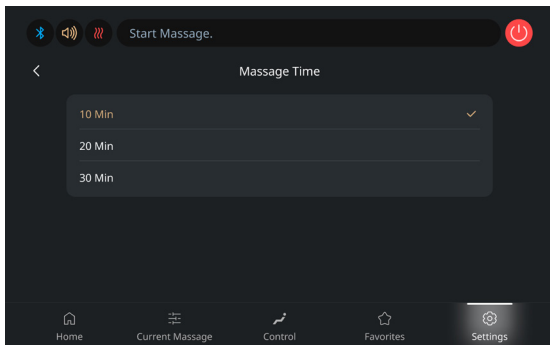 Start Massage.
Massage Time
10 Min
20 Min
30 Min
Home
Current Massage
Control
Favorites
Settings